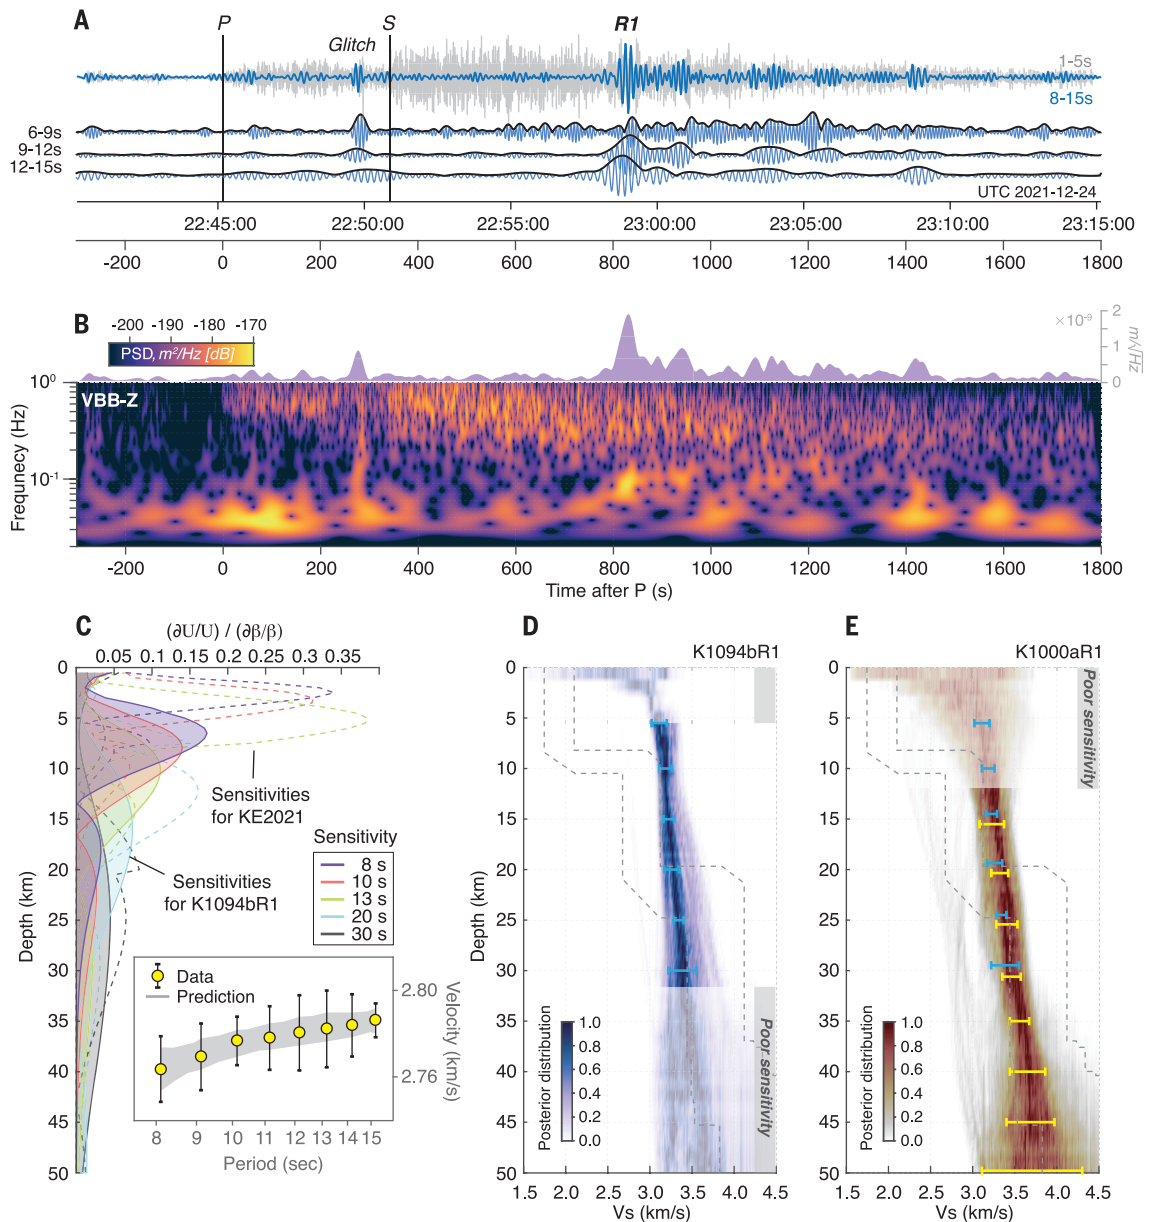 A
P
S
R1
Glitch
1-5s
8-15s
6-9s
9-12s
12-15s
UTC 2021-12-24
22:45:00 22:50:00 22:55:00 23:00:00 23:05:00 23:10:00 23:15:00
-200 0 200 400 600 800 1000 1200 1400 1600 1800
B
-200 -190 -180 -170
PSD, m²/Hz [dB]
×10⁻⁹
2
1
0
m/√Hz
VBB-Z
10⁰
10⁻¹
Frequnecy (Hz)
-200 0 200 400 600 800 1000 1200 1400 1600 1800
Time after P (s)
C
(∂U/U) / (∂β/β)
0.05 0.1 0.15 0.2 0.25 0.3 0.35
0
5
10
15
20
25
30
35
40
45
50
Depth (km)
Sensitivities
for KE2021
Sensitivities
for K1094bR1
Sensitivity
8 s
10 s
13 s
20 s
30 s
Data
Prediction
2.80
2.76
Velocity (km/s)
8 9 10 11 12 13 14 15
Period (sec)
D
K1094bR1
0
5
10
15
20
25
30
35
40
45
50
Depth (km)
Poor sensitivity
Posterior distribution
1.0
0.8
0.6
0.4
0.2
0.0
1.5 2.0 2.5 3.0 3.5 4.0 4.5
Vs (km/s)
E
K1000aR1
0
5
10
15
20
25
30
35
40
45
50
Poor sensitivity
Posterior distribution
1.0
0.8
0.6
0.4
0.2
0.0
1.5 2.0 2.5 3.0 3.5 4.0 4.5
Vs (km/s)